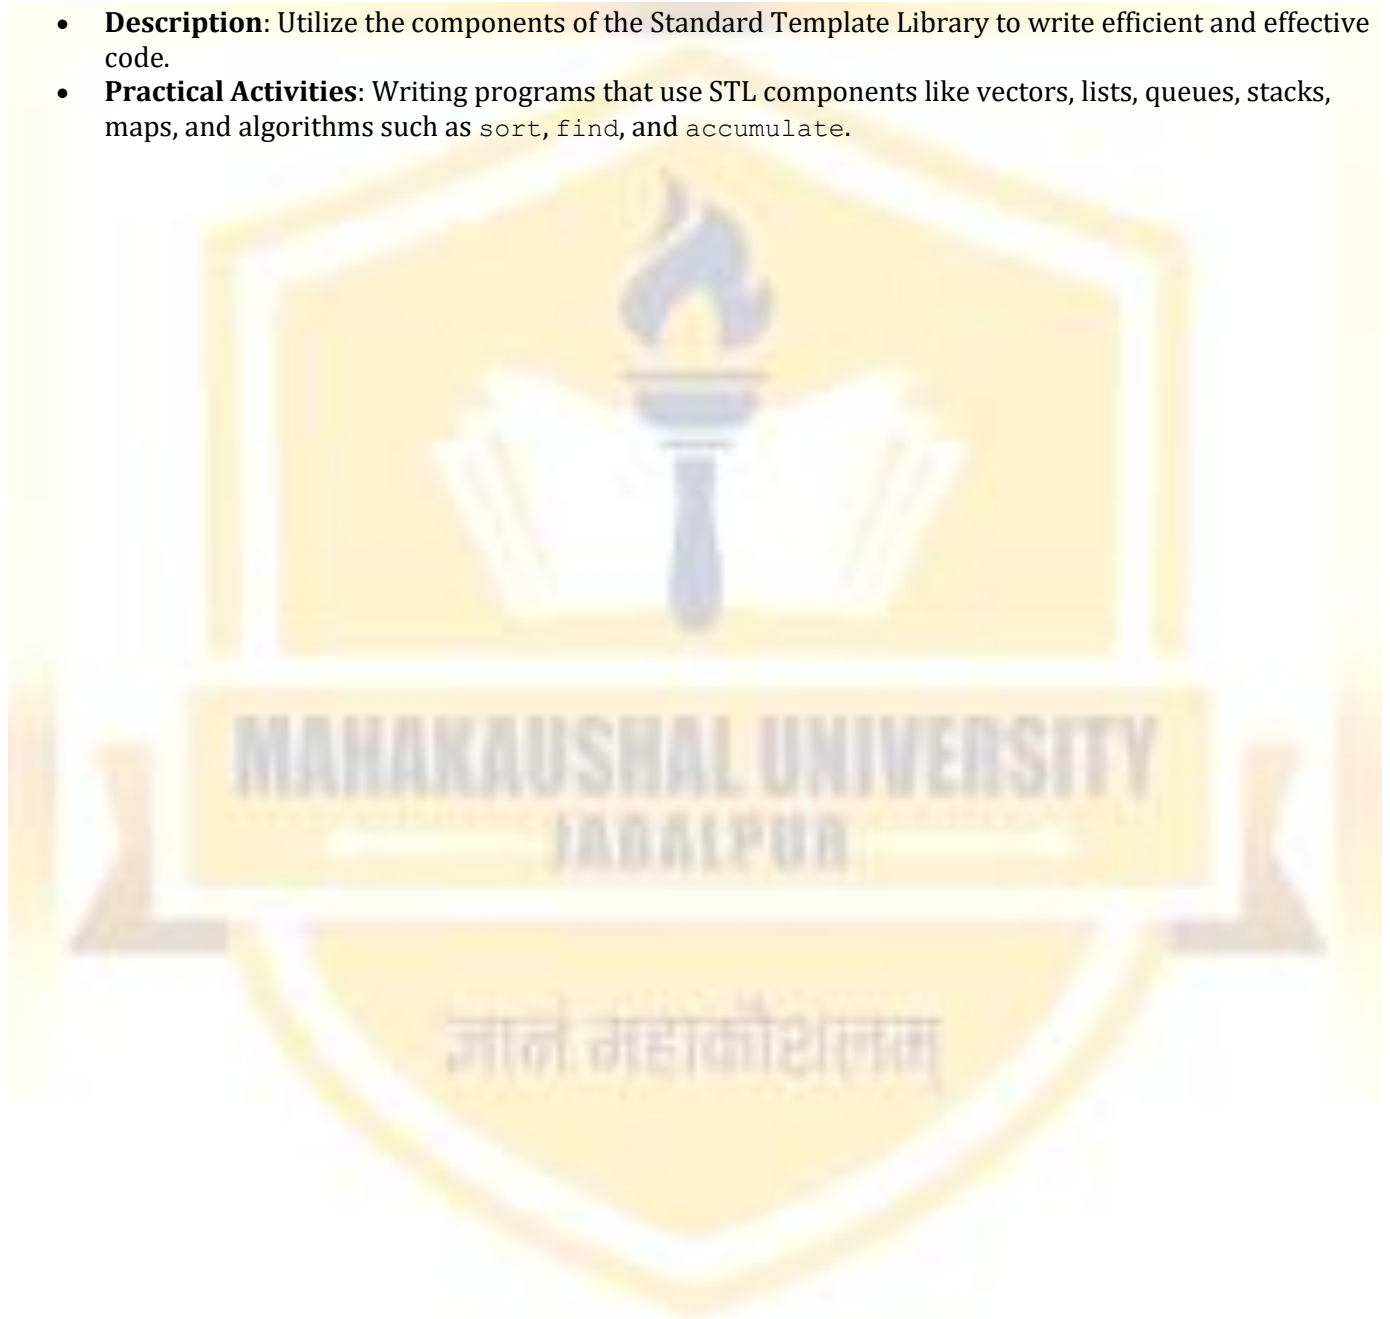 • Description: Utilize the components of the Standard Template Library to write efficient and effective
code.
• Practical Activities: Writing programs that use STL components like vectors, lists, queues, stacks,
maps, and algorithms such as sort, find, and accumulate.
MAHAKAUSHAL UNIVERSITY
JABALPUR
ज्ञानं महाकौशलम्